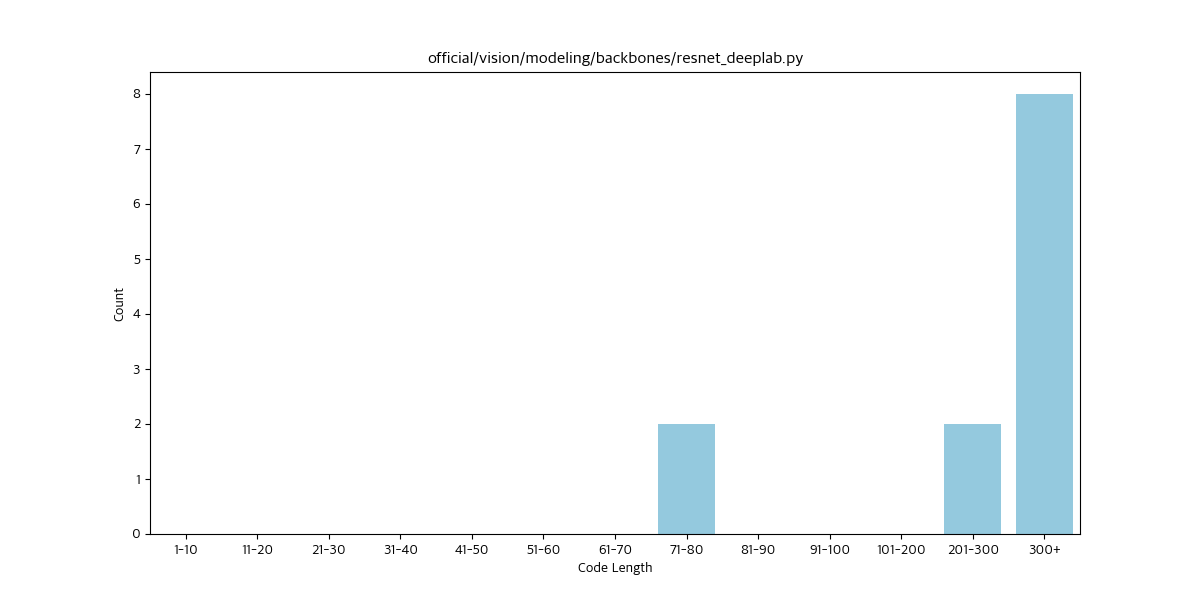 official/vision/modeling/backbones/resnet_deeplab.py
Count
8
7
6
5
4
3
2
1
0
1-10 11-20 21-30 31-40 41-50 51-60 61-70 71-80 81-90 91-100 101-200 201-300 300+
Code Length